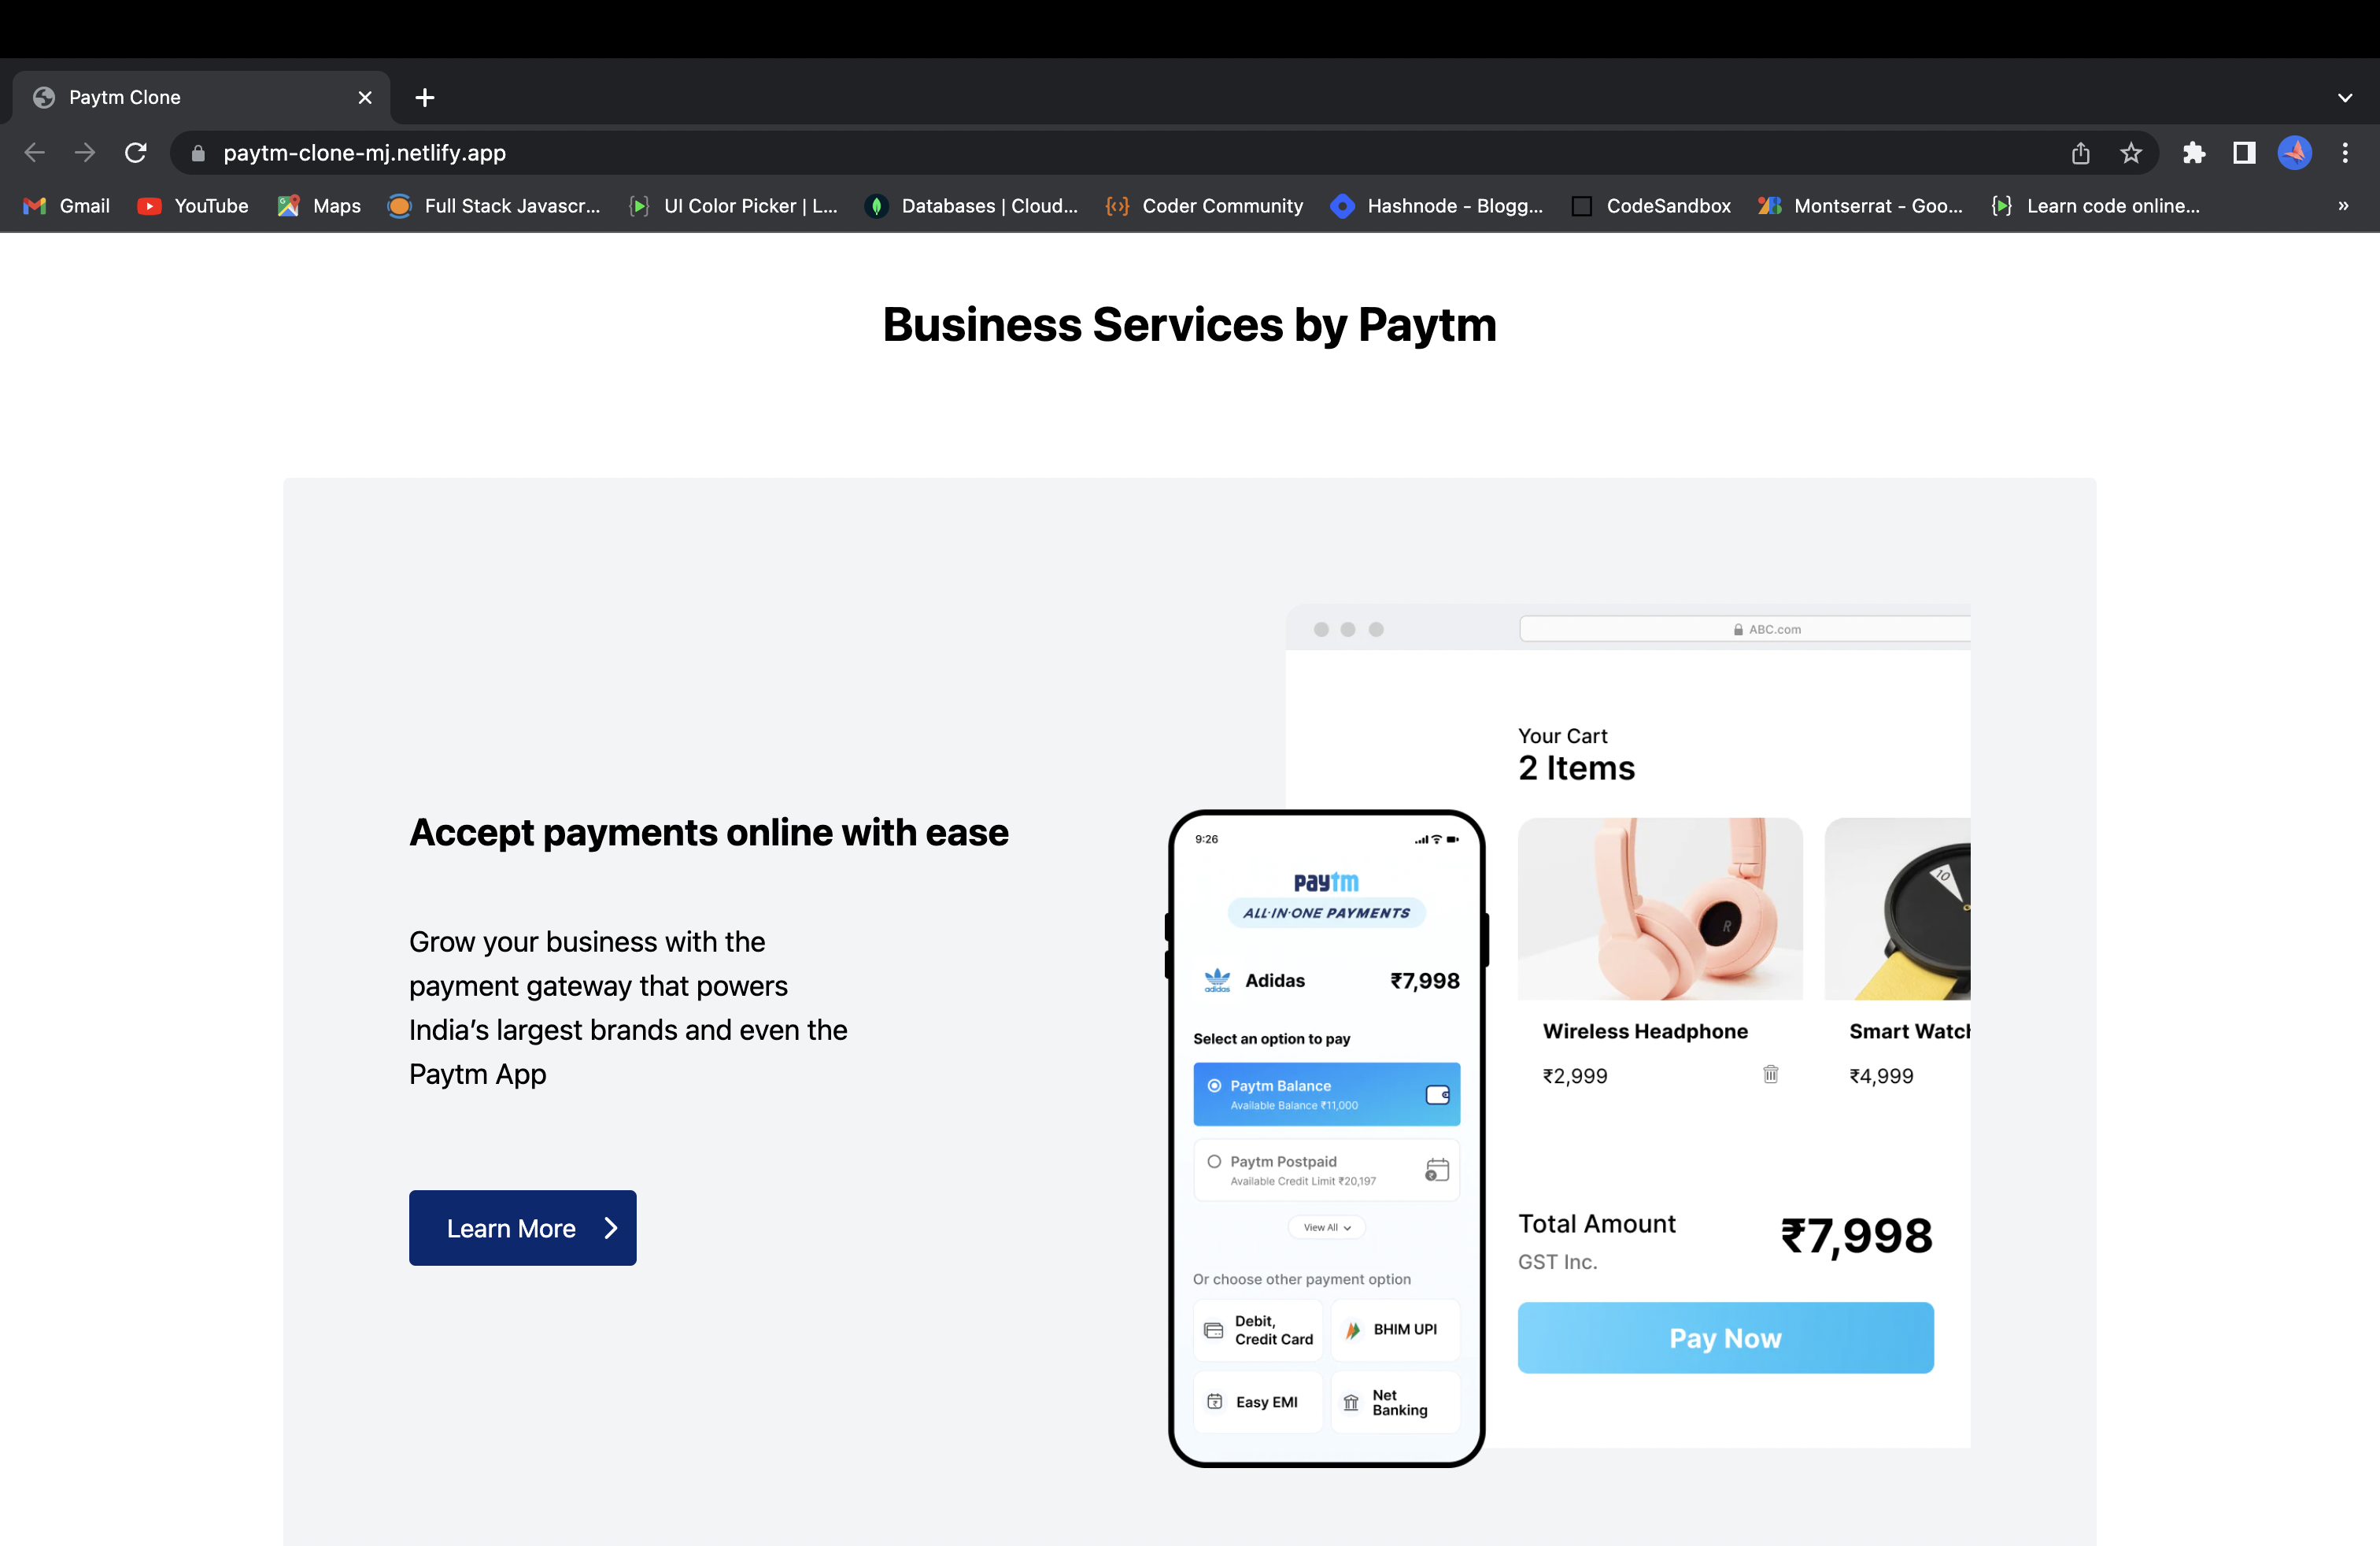 Paytm Clone
paytm-clone-mj.netlify.app
Gmail YouTube Maps Full Stack Javascr... UI Color Picker | L... Databases | Cloud... Coder Community Hashnode - Blogg... CodeSandbox Montserrat - Goo... Learn code online... »
Business Services by Paytm
Accept payments online with ease
Grow your business with the
payment gateway that powers
India’s largest brands and even the
Paytm App
Learn More
9:26
paytm
ALL-IN-ONE PAYMENTS
adidas Adidas ₹7,998
Select an option to pay
Paytm Balance
Available Balance ₹11,000
Paytm Postpaid
Available Credit Limit ₹20,197
View All
Or choose other payment option
Debit,
Credit Card
BHIM UPI
Easy EMI
Net
Banking
ABC.com
Your Cart
2 Items
R
10
Wireless Headphone
₹2,999
Smart Watch
₹4,999
Total Amount
GST Inc.
₹7,998
Pay Now